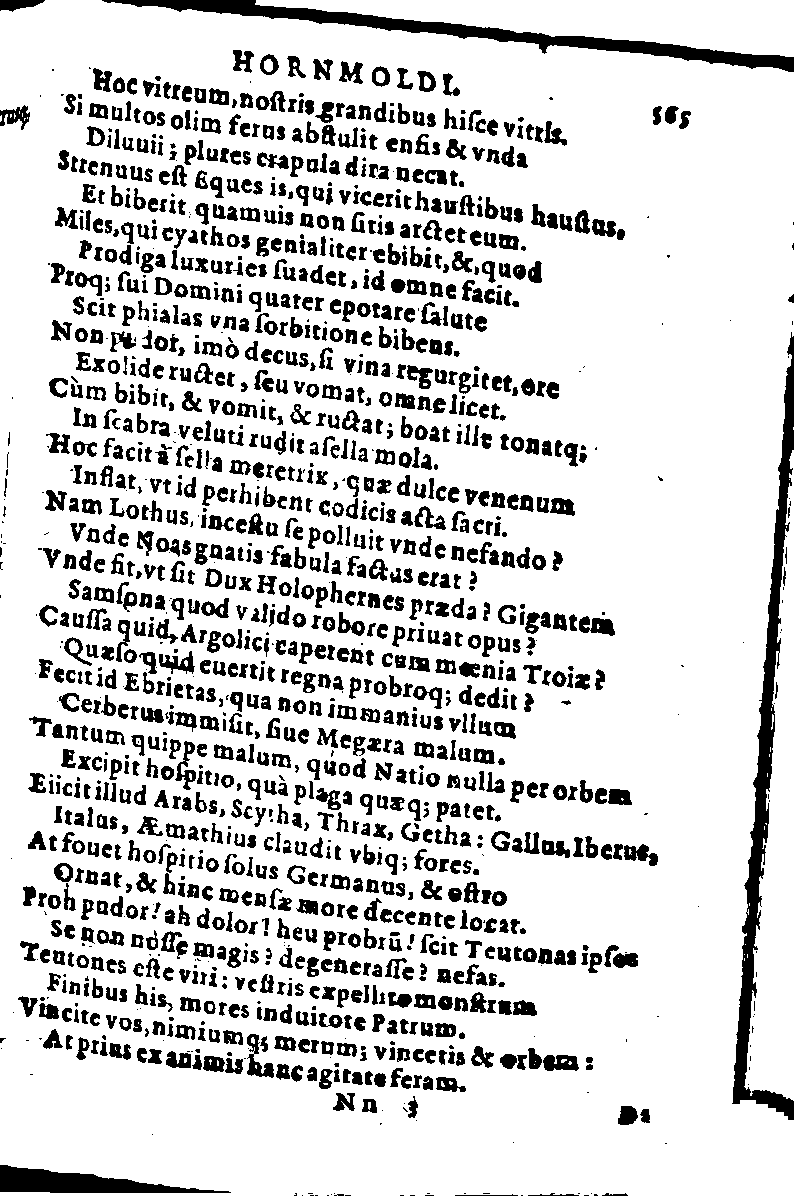 HORNMOLDI. 565
Hoc vitreum, noſtris grandibus hiſce vitris.
Si multos olim ferus abſtulit enſis & vnda
Diluuii; plures crapula dira necat.
Strenuus eſt Eques is, qui vicerit hauſtibus hauſtus,
Et biberit quamuis non ſitis arctet eum.
Miles, qui cyathos genialiter ebibit, &, quod
Prodiga luxuries ſuadet, id omne facit.
Proq; ſui Domini quater epotare ſalute
Scit phialas vna ſorbitione bibens.
Non pudor, imò decus, ſi vina regurgitet, ore
Exolide ructet, ſeu vomat, omne licet.
Cùm bibit, & vomit, & ructat; boat ille tonatq;
In ſcabra veluti rudit aſella mola.
Hoc facit à ſella meretrix, quæ dulce venenum
Inflat, vt id perhibent codicis acta ſacri.
Nam Lothus, inceſtu ſe polluit vnde nefando?
Vnde Noas gnatis fabula factus erat?
Vnde fit, vt ſit Dux Holophernes præda? Gigantem
Samſona quod valido robore priuat opus?
Cauſſa quid, Argolici caperent cum mœnia Troiæ?
Quæſo quid euertit regna probroq; dedit?
Fecit id Ebrietas, qua non immanius vllum
Cerberus immiſit, ſiue Megæra malum.
Tantum quippe malum, quod Natio nulla per orbem
Excipit hoſpitio, quà plaga quæq; patet.
Eiicit illud Arabs, Scytha, Thrax, Getha: Gallus, Iberus,
Italus, Æmathius claudit vbiq; fores.
At fouet hoſpitio ſolus Germanus, & oſtro
Ornat, & hinc menſæ more decente locat.
Proh pudor! ah dolor! heu probrū! ſcit Teutonas ipſos
Se non nòſſe magis? degeneraſſe? nefas.
Teutones eſte viri: veſtris expellite monſtrum
Finibus his, mores induitote Patrum.
Vincite vos, nimiumq; merum; vincetis & orbem:
At prius ex animis hanc agitate feram.
Nn 3